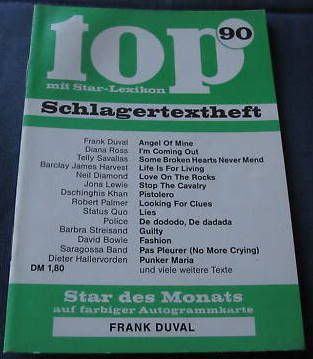 top 90
mit Star-Lexikon
Schlagertextheft
Frank Duval Angel Of Mine
Diana Ross I'm Coming Out
Telly Savallas Some Broken Hearts Never Mend
Barclay James Harvest Life Is For Living
Neil Diamond Love On The Rocks
Jona Lewie Stop The Cavalry
Dschinghis Khan Pistolero
Robert Palmer Looking For Clues
Status Quo Lies
Police De dododo, De dadada
Barbra Streisand Guilty
David Bowie Fashion
Saragossa Band Pas Pleurer (No More Crying)
Dieter Hallervorden Punker Maria
DM 1,80 und viele weitere Texte
Star des Monats
auf farbiger Autogrammkarte
FRANK DUVAL